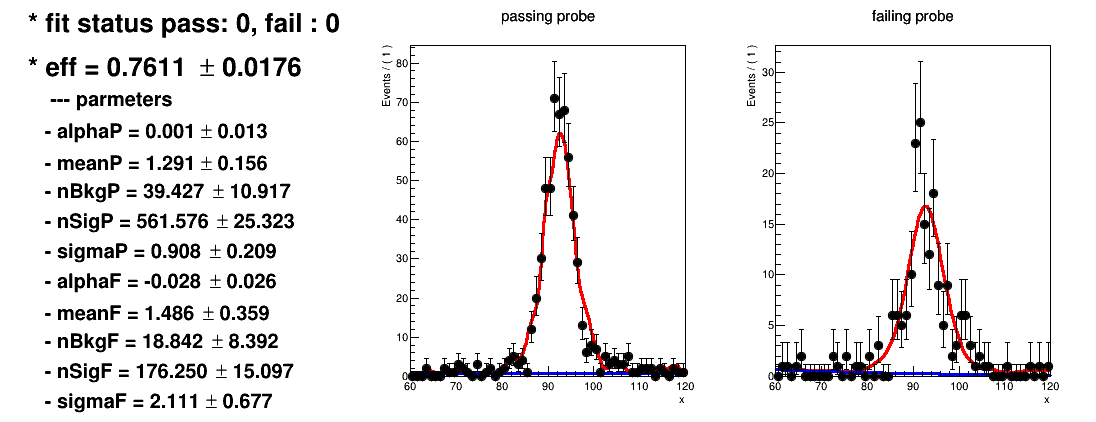 * fit status pass: 0, fail : 0
* eff = 0.7611 ± 0.0176
--- parmeters
- alphaP = 0.001 ± 0.013
- meanP = 1.291 ± 0.156
- nBkgP = 39.427 ± 10.917
- nSigP = 561.576 ± 25.323
- sigmaP = 0.908 ± 0.209
- alphaF = -0.028 ± 0.026
- meanF = 1.486 ± 0.359
- nBkgF = 18.842 ± 8.392
- nSigF = 176.250 ± 15.097
- sigmaF = 2.111 ± 0.677
passing probe
Events / ( 1 )
80
70
60
50
40
30
20
10
0
60 70 80 90 100 110 120
x
failing probe
Events / ( 1 )
30
25
20
15
10
5
0
60 70 80 90 100 110 120
x